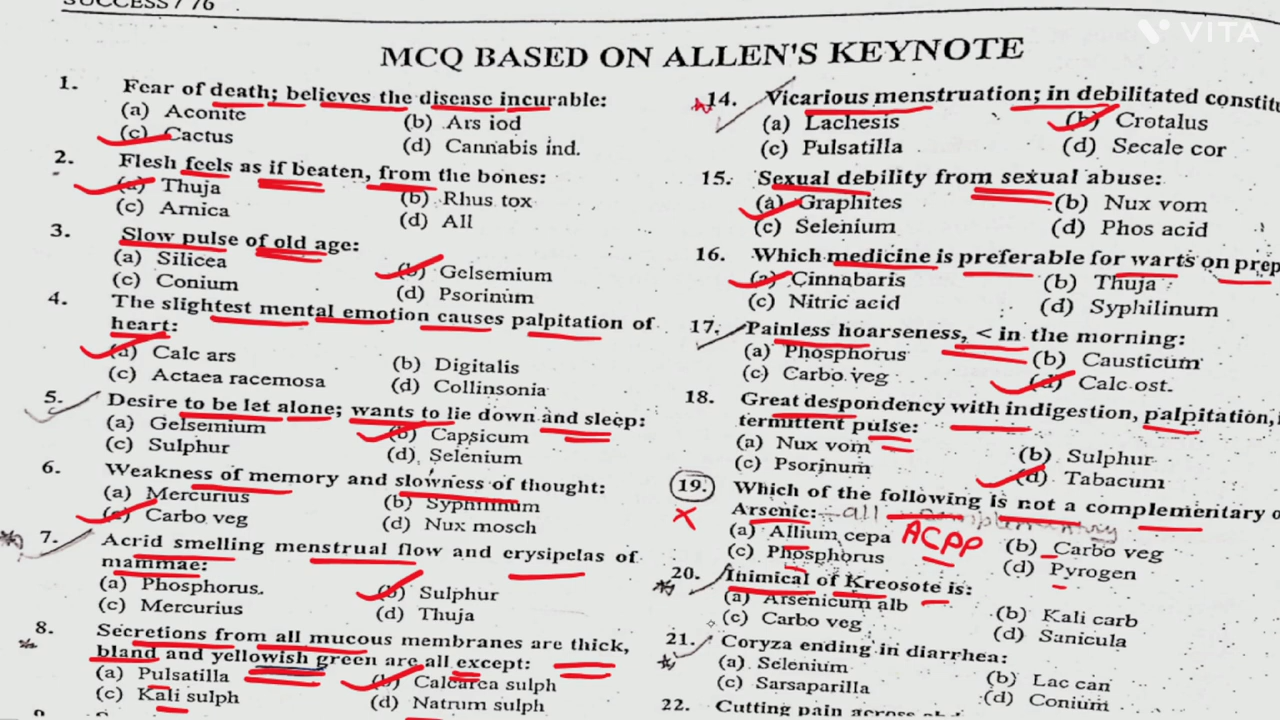 SUCCESS / 76
VITA
MCQ BASED ON ALLEN'S KEYNOTE
1. Fear of death; believes the disease incurable:
(a) Aconite (b) Ars iod
(c) Cactus (d) Cannabis ind.
2. Flesh feels as if beaten, from the bones:
(a) Thuja (b) Rhus tox
(c) Arnica (d) All
3. Slow pulse of old age:
(a) Silicea (b) Gelsemium
(c) Conium (d) Psorinum
4. The slightest mental emotion causes palpitation of
heart:
(a) Calc ars (b) Digitalis
(c) Actaea racemosa (d) Collinsonia
5. Desire to be let alone; wants to lie down and sleep:
(a) Gelsemium (b) Capsicum
(c) Sulphur (d) Selenium
6. Weakness of memory and slowness of thought:
(a) Mercurius (b) Syphilinum
(c) Carbo veg (d) Nux mosch
7. Acrid smelling menstrual flow and erysipelas of
mammae:
(a) Phosphorus. (b) Sulphur
(c) Mercurius (d) Thuja
8. Secretions from all mucous membranes are thick,
bland and yellowish green are all except:
(a) Pulsatilla (b) Calcarea sulph
(c) Kali sulph (d) Natrum sulph
14. Vicarious menstruation; in debilitated constitu
(a) Lachesis (b) Crotalus
(c) Pulsatilla (d) Secale cor
15. Sexual debility from sexual abuse:
(a) Graphites (b) Nux vom
(c) Selenium (d) Phos acid
16. Which medicine is preferable for warts on prep
(a) Cinnabaris (b) Thuja
(c) Nitric acid (d) Syphilinum
17. Painless hoarseness, < in the morning:
(a) Phosphorus (b) Causticum
(c) Carbo veg (d) Calc ost.
18. Great despondency with indigestion, palpitation,
termittent pulse:
(a) Nux vom (b) Sulphur
(c) Psorinum (d) Tabacum
19. Which of the following is not a complementary o
Arsenic: - all complementary
(a) Allium cepa ACPP (b) Carbo veg
(c) Phosphorus (d) Pyrogen
20. Inimical of Kreosote is:
(a) Arsenicum alb (b) Kali carb
(c) Carbo veg (d) Sanicula
21. Coryza ending in diarrhea:
(a) Selenium (b) Lac can
(c) Sarsaparilla (d) Conium
22. Cutting pain across